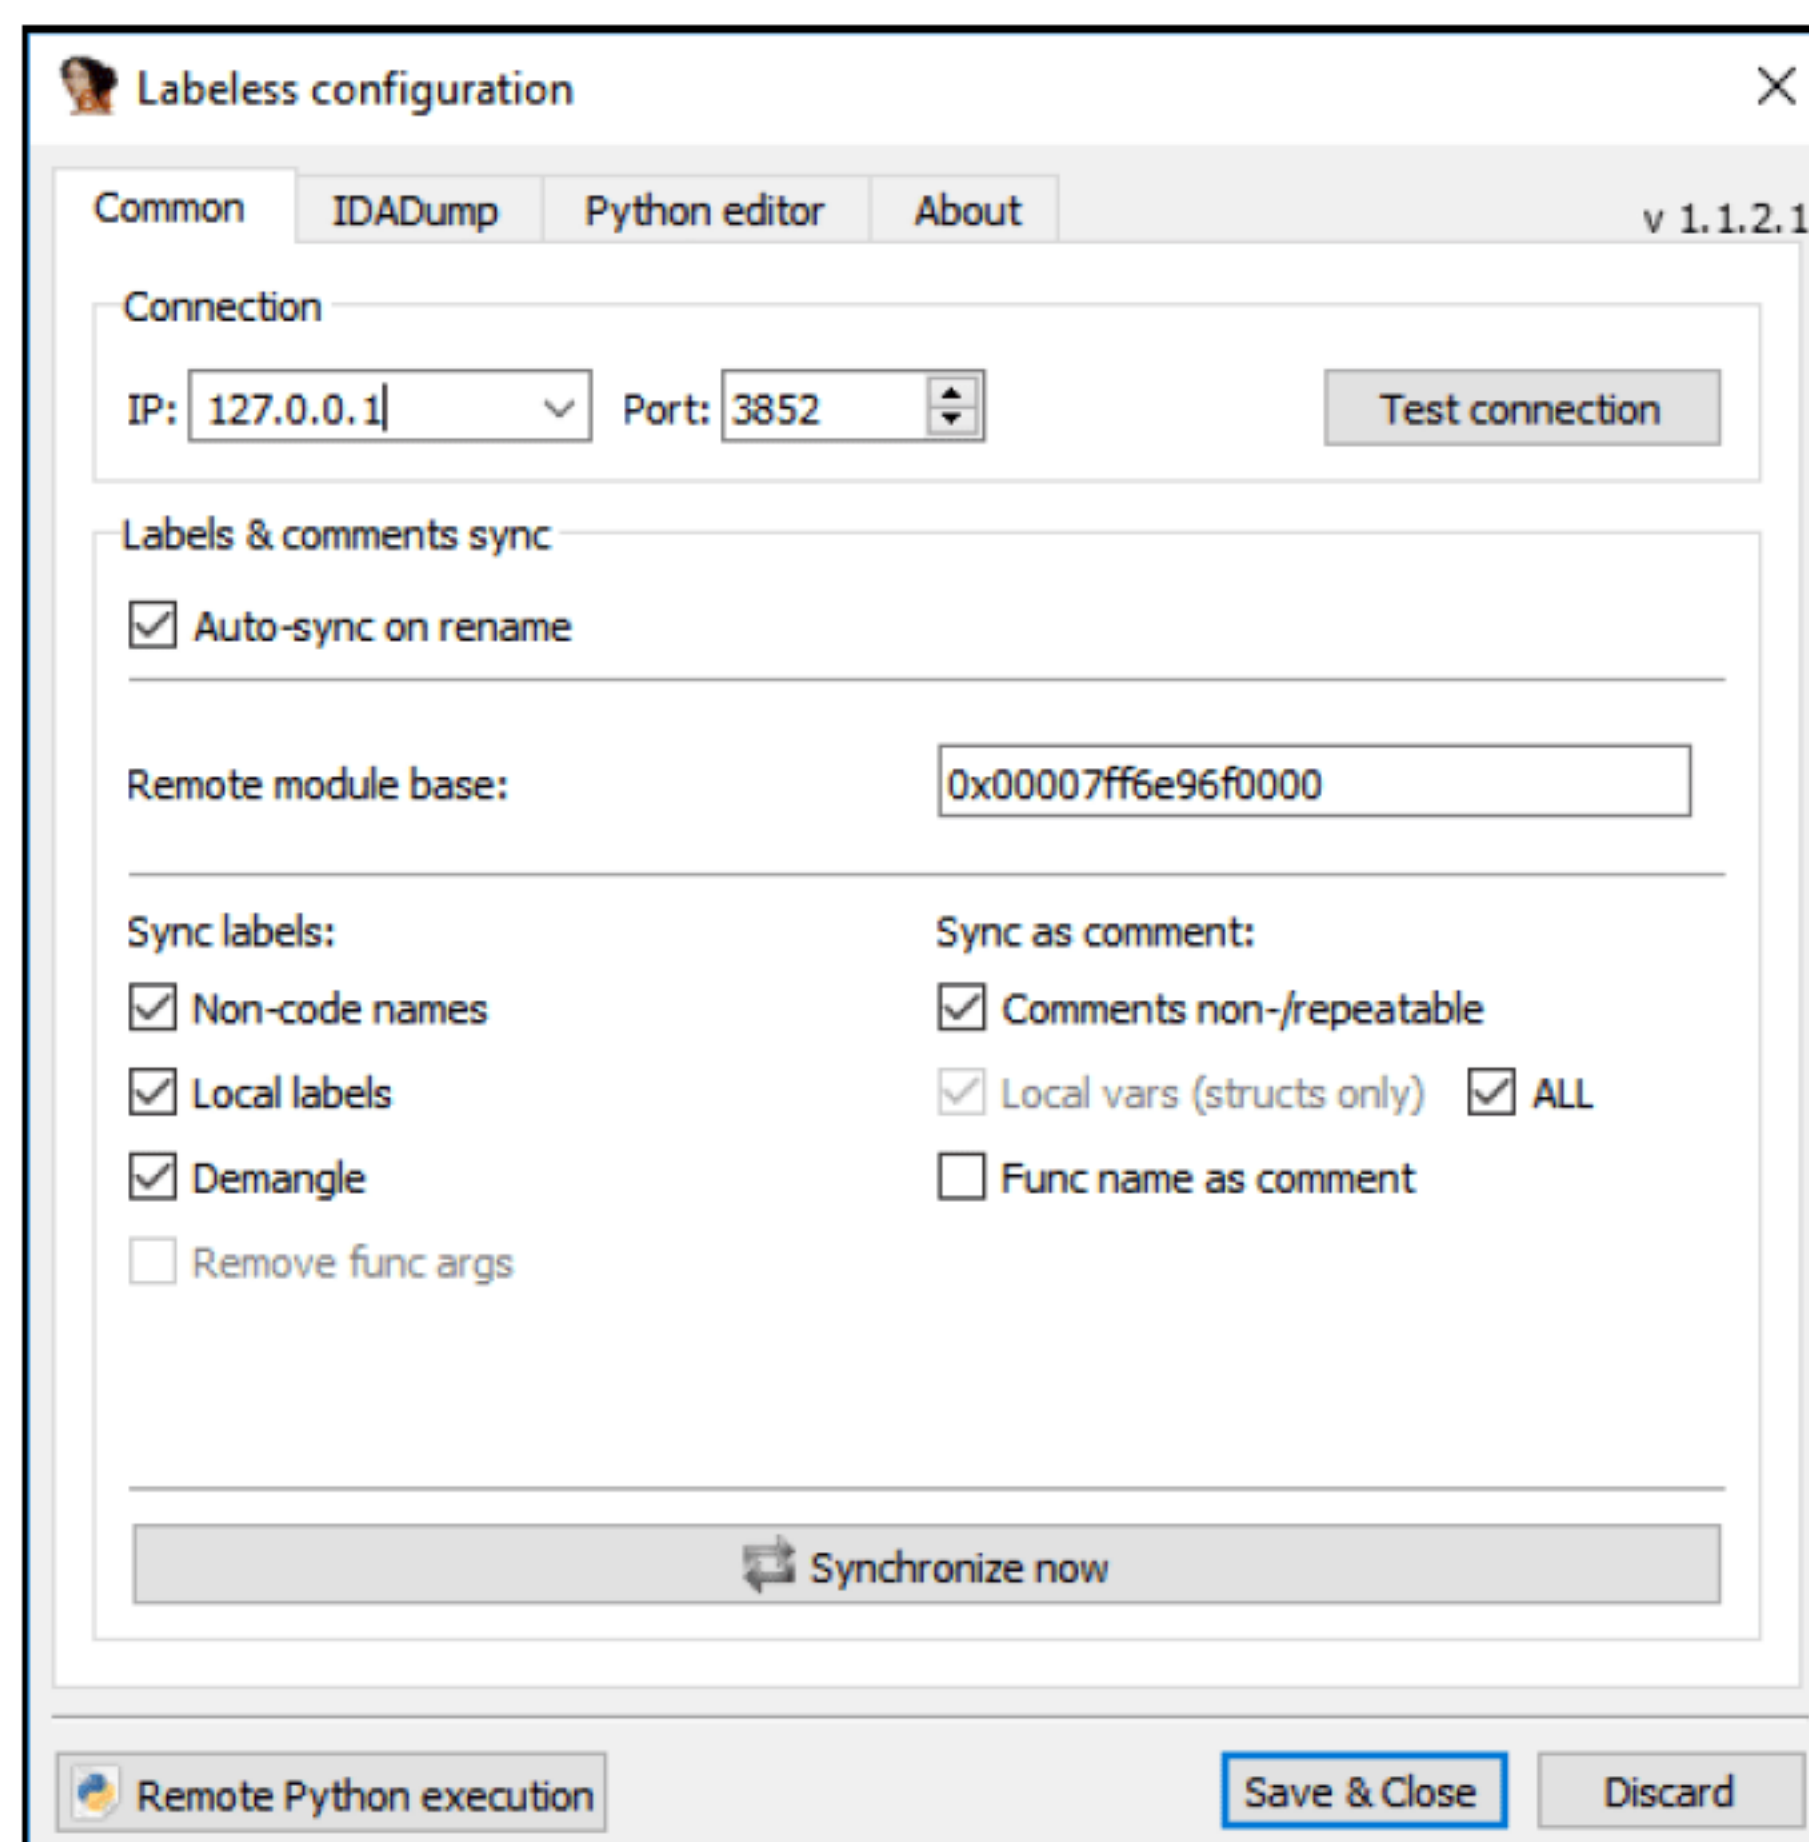 Labeless configuration
Common IDADump Python editor About v 1.1.2.1
Connection
IP: 127.0.0.1 Port: 3852 Test connection
Labels & comments sync
Auto-sync on rename
Remote module base: 0x00007ff6e96f0000
Sync labels: Sync as comment:
Non-code names Comments non-/repeatable
Local labels Local vars (structs only) ALL
Demangle Func name as comment
Remove func args
Synchronize now
Remote Python execution Save & Close Discard